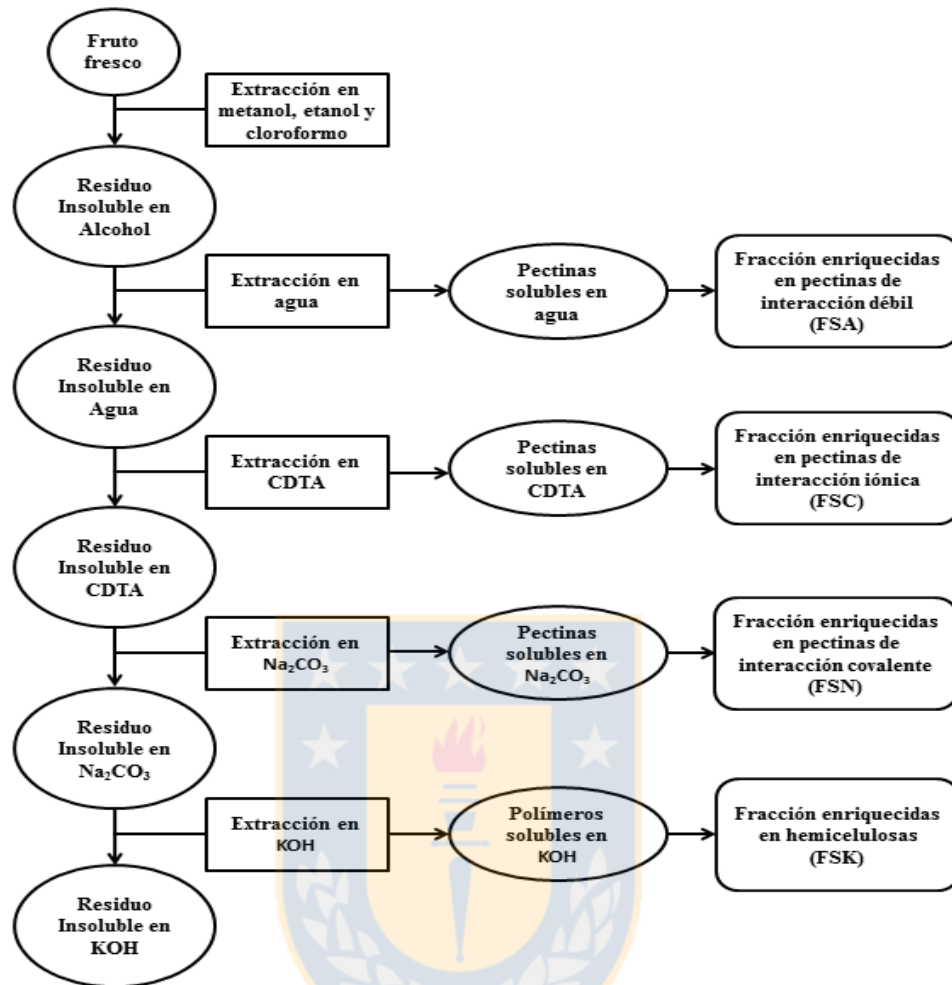 Fruto
fresco
Extracción en
metanol, etanol y
cloroformo
Residuo
Insoluble en
Alcohol
Extracción en
agua
Pectinas
solubles en
agua
Fracción enriquecidas
en pectinas de
interacción débil
(FSA)
Residuo
Insoluble en
Agua
Extracción en
CDTA
Pectinas
solubles en
CDTA
Fracción enriquecidas
en pectinas de
interacción iónica
(FSC)
Residuo
Insoluble en
CDTA
Extracción en
Na₂CO₃
Pectinas
solubles en
Na₂CO₃
Fracción enriquecidas
en pectinas de
interacción covalente
(FSN)
Residuo
Insoluble en
Na₂CO₃
Extracción en
KOH
Polímeros
solubles en
KOH
Fracción enriquecidas
en hemicelulosas
(FSK)
Residuo
Insoluble en
KOH